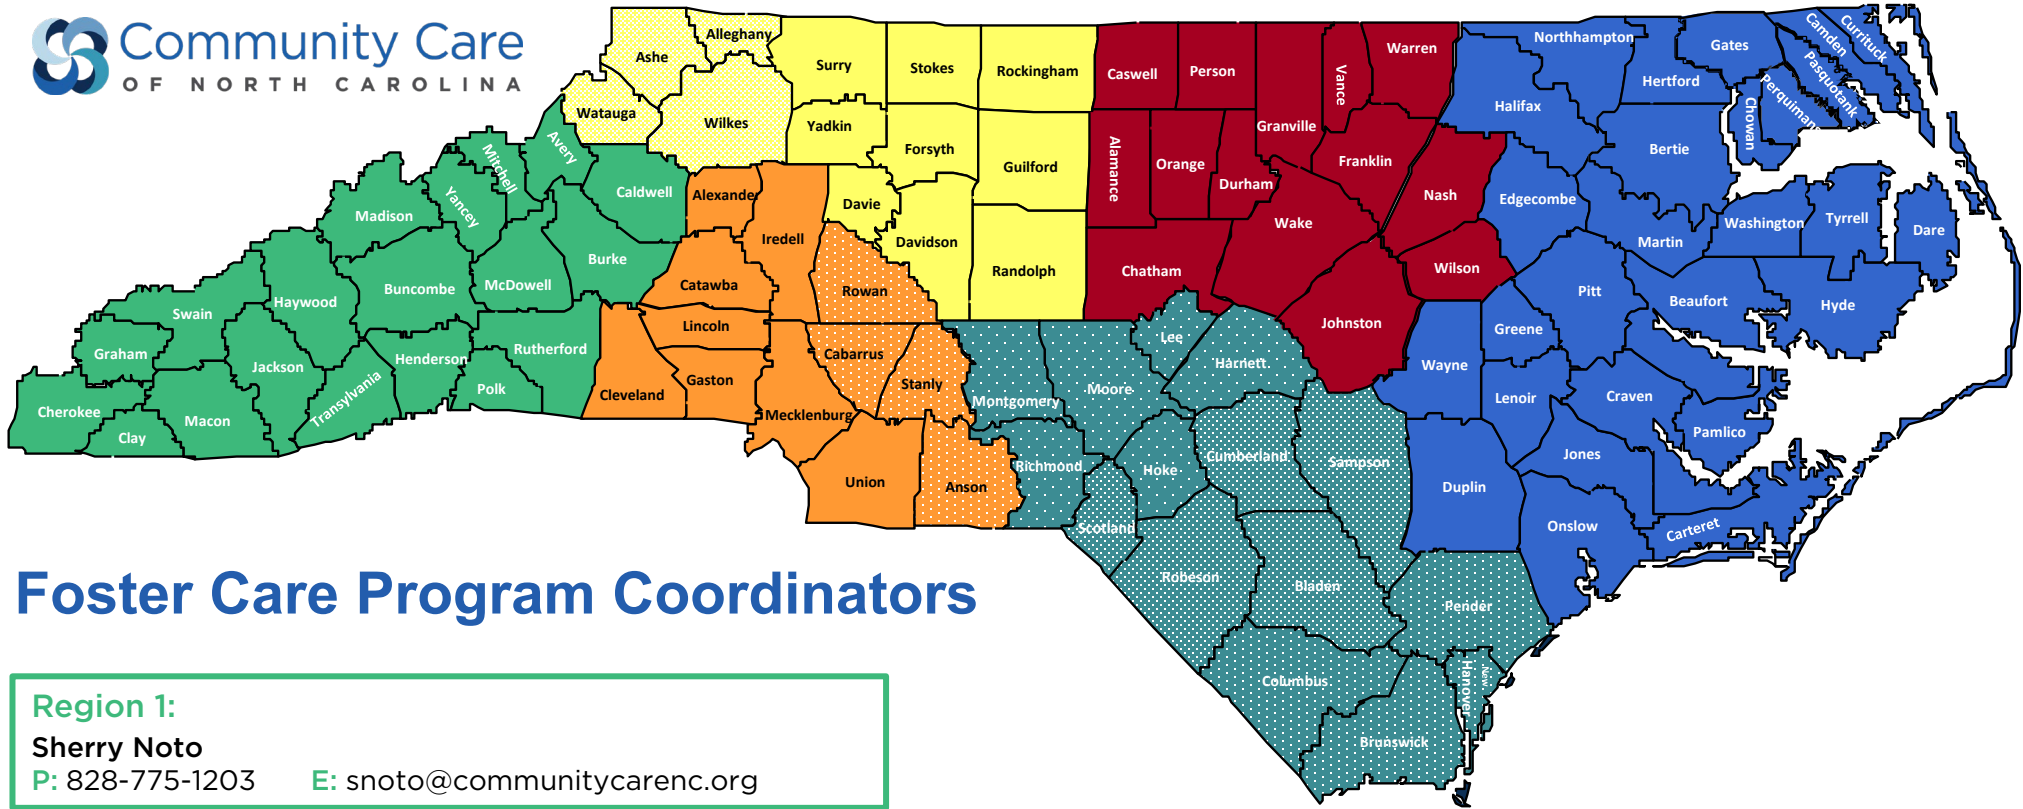 Community Care
OF NORTH CAROLINA
Ashe
Alleghany
Surry
Stokes
Rockingham
Watauga
Wilkes
Yadkin
Forsyth
Guilford
Davie
Davidson
Randolph
Caswell
Person
Vance
Warren
Granville
Alamance
Orange
Durham
Franklin
Wake
Nash
Chatham
Wilson
Johnston
Northhampton
Gates
Camden
Currituck
Pasquotank
Perquimans
Chowan
Hertford
Halifax
Bertie
Edgecombe
Martin
Washington
Tyrrell
Dare
Pitt
Beaufort
Hyde
Greene
Wayne
Lenoir
Craven
Pamlico
Jones
Duplin
Onslow
Carteret
Avery
Mitchell
Yancey
Caldwell
Madison
Burke
McDowell
Buncombe
Haywood
Swain
Graham
Jackson
Henderson
Rutherford
Polk
Transylvania
Cherokee
Clay
Macon
Alexander
Iredell
Catawba
Rowan
Lincoln
Cabarrus
Stanly
Gaston
Cleveland
Mecklenburg
Union
Anson
Montgomery
Moore
Lee
Harnett
Richmond
Hoke
Cumberland
Sampson
Scotland
Robeson
Bladen
Pender
Columbus
New
Hanover
Brunswick
Foster Care Program Coordinators
Region 1:
Sherry Noto
P: 828-775-1203 E: snoto@communitycarenc.org